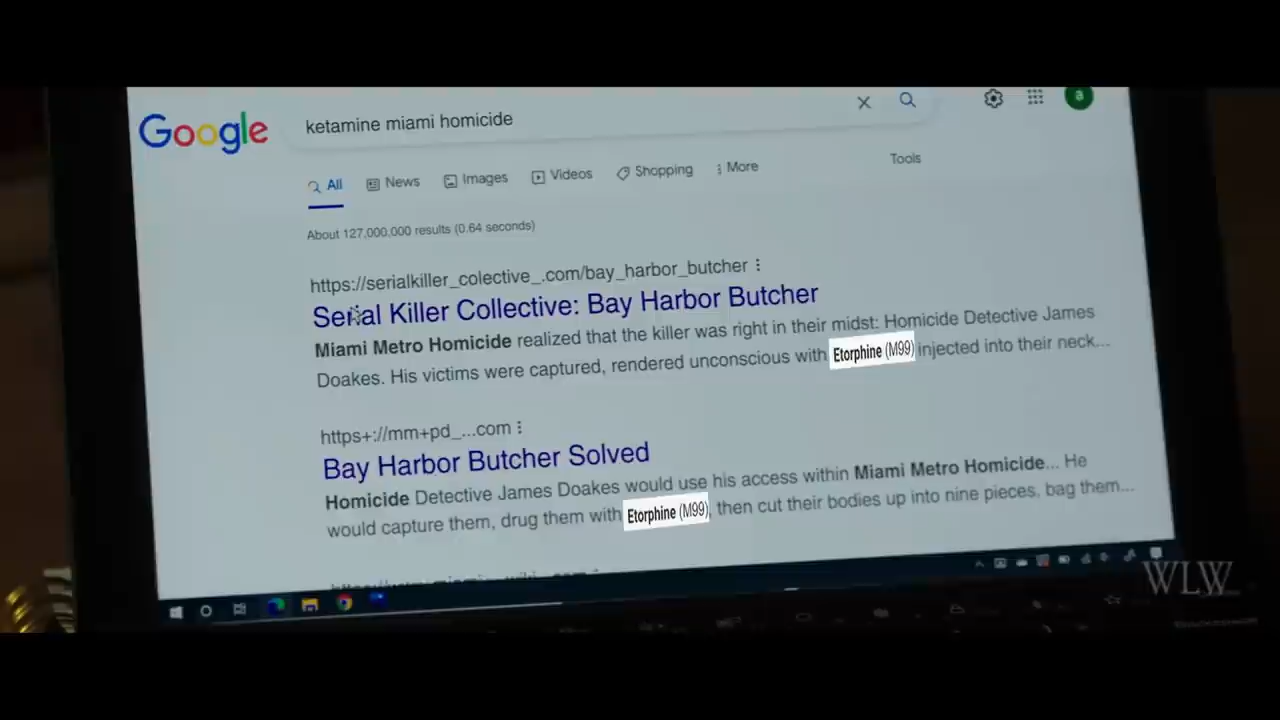 Google
ketamine miami homicide
a
All News Images Videos Shopping More Tools
About 127,000,000 results (0.64 seconds)
https://serialkiller_colective_.com/bay_harbor_butcher
Serial Killer Collective: Bay Harbor Butcher
Miami Metro Homicide realized that the killer was right in their midst: Homicide Detective James
Doakes. His victims were captured, rendered unconscious with Etorphine (M99) injected into their neck...
https+://mm+pd_...com
Bay Harbor Butcher Solved
Homicide Detective James Doakes would use his access within Miami Metro Homicide... He
would capture them, drug them with Etorphine (M99), then cut their bodies up into nine pieces, bag them...
WLW